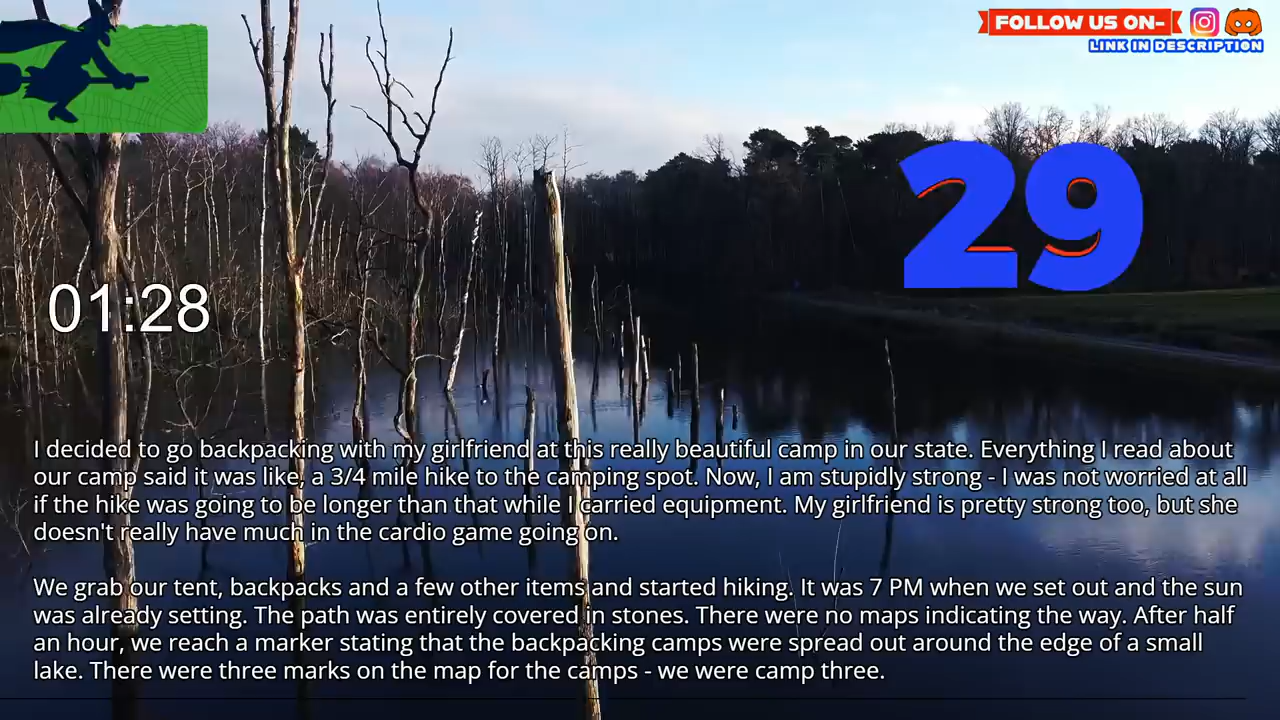 FOLLOW US ON-
LINK IN DESCRIPTION
29
01:28
I decided to go backpacking with my girlfriend at this really beautiful camp in our state. Everything I read about
our camp said it was like, a 3/4 mile hike to the camping spot. Now, I am stupidly strong - I was not worried at all
if the hike was going to be longer than that while I carried equipment. My girlfriend is pretty strong too, but she
doesn't really have much in the cardio game going on.
We grab our tent, backpacks and a few other items and started hiking. It was 7 PM when we set out and the sun
was already setting. The path was entirely covered in stones. There were no maps indicating the way. After half
an hour, we reach a marker stating that the backpacking camps were spread out around the edge of a small
lake. There were three marks on the map for the camps - we were camp three.